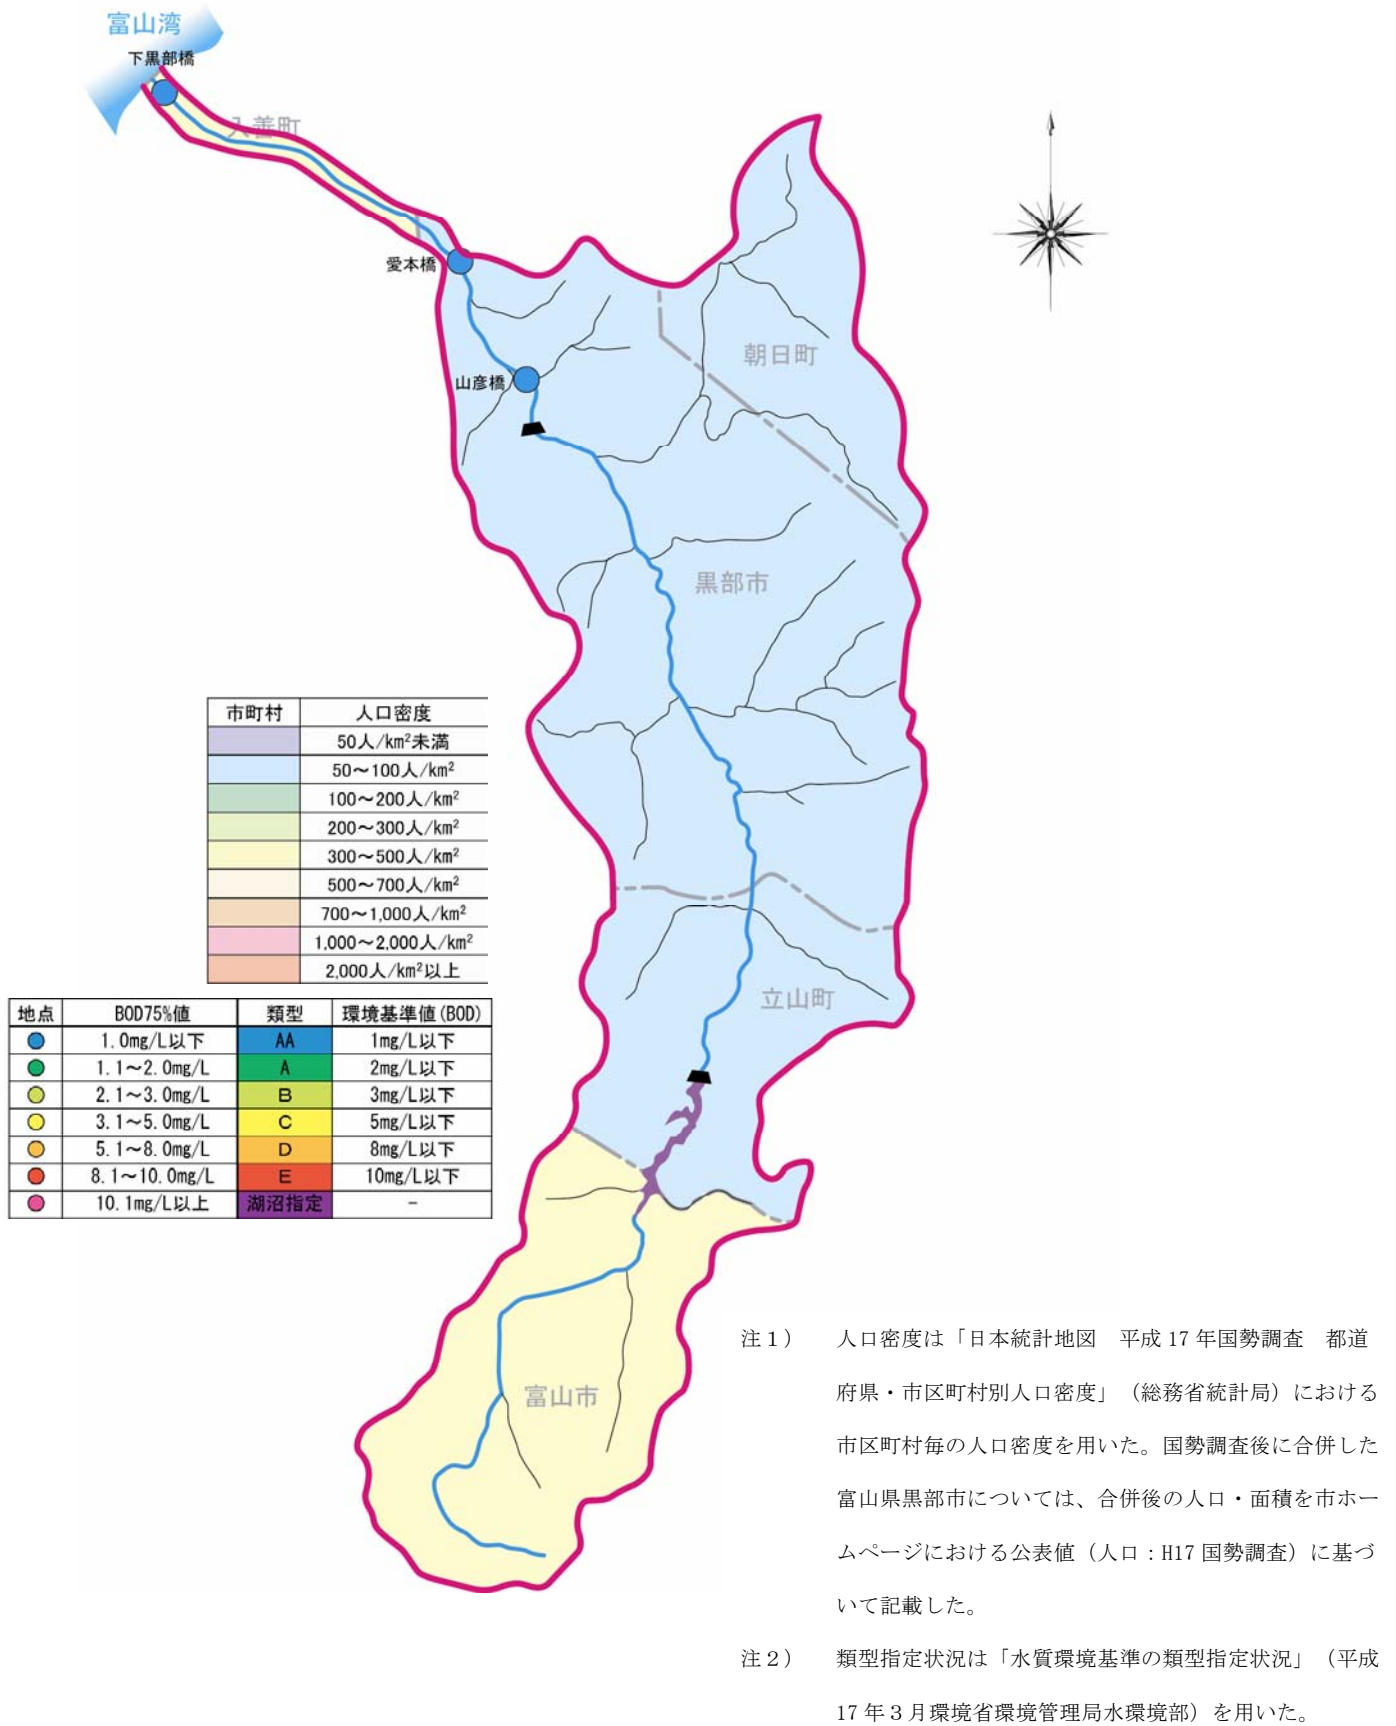 富山湾
下黒部橋
入善町
愛本橋
朝日町
山彦橋
黒部市
市町村 人口密度
50人/km²未満
50～100人/km²
100～200人/km²
200～300人/km²
300～500人/km²
500～700人/km²
700～1,000人/km²
1,000～2,000人/km²
2,000人/km²以上
立山町
地点 BOD75%値 類型 環境基準値(BOD)
1.0mg/L以下 AA 1mg/L以下
1.1～2.0mg/L A 2mg/L以下
2.1～3.0mg/L B 3mg/L以下
3.1～5.0mg/L C 5mg/L以下
5.1～8.0mg/L D 8mg/L以下
8.1～10.0mg/L E 10mg/L以下
10.1mg/L以上 湖沼指定 －
富山市
注１） 人口密度は「日本統計地図　平成 17 年国勢調査　都道
府県・市区町村別人口密度」（総務省統計局）における
市区町村毎の人口密度を用いた。国勢調査後に合併した
富山県黒部市については、合併後の人口・面積を市ホー
ムページにおける公表値（人口：H17 国勢調査）に基づ
いて記載した。
注２） 類型指定状況は「水質環境基準の類型指定状況」（平成
17 年３月環境省環境管理局水環境部）を用いた。